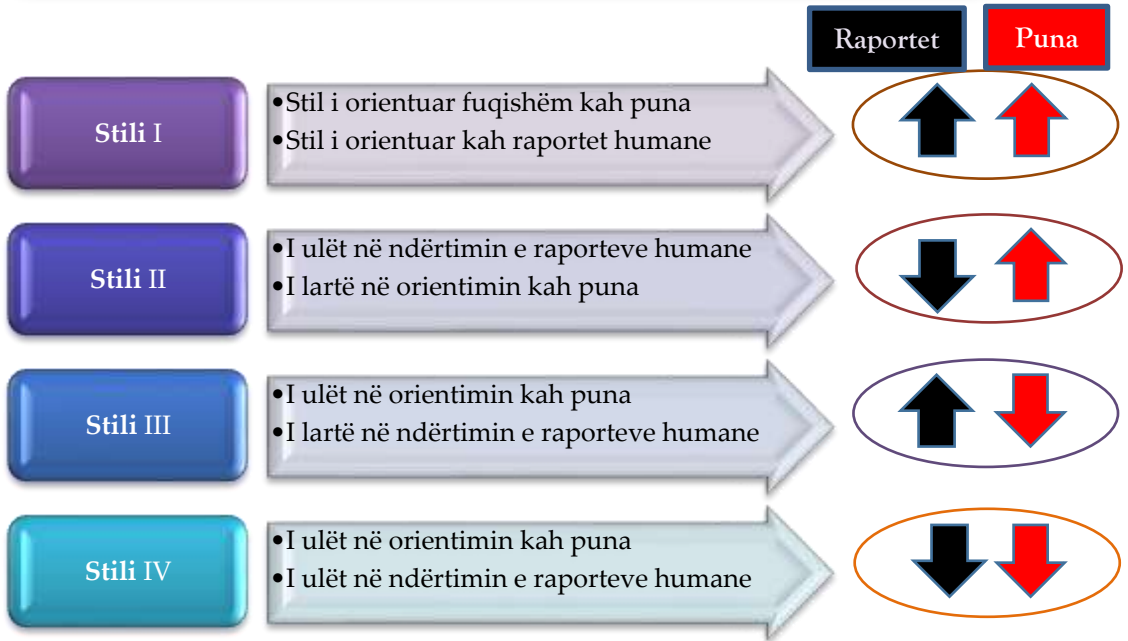 Raportet
Puna
Stili I
•Stil i orientuar fuqishëm kah puna
•Stil i orientuar kah raportet humane
Stili II
•I ulët në ndërtimin e raporteve humane
•I lartë në orientimin kah puna
Stili III
•I ulët në orientimin kah puna
•I lartë në ndërtimin e raporteve humane
Stili IV
•I ulët në orientimin kah puna
•I ulët në ndërtimin e raporteve humane